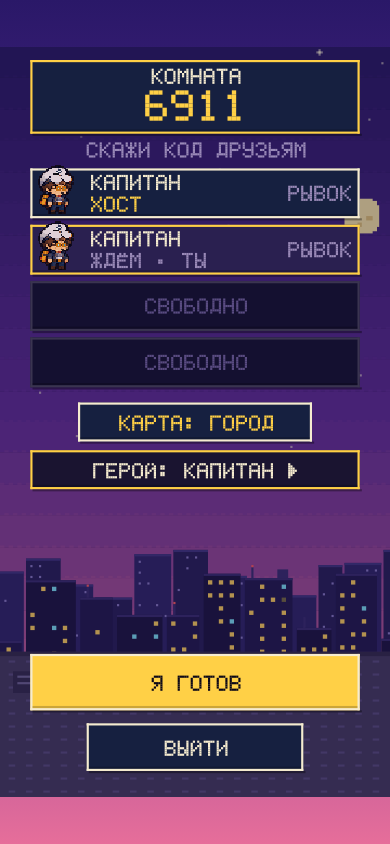 КОМНАТА
6911
СКАЖИ КОД ДРУЗЬЯМ
КАПИТАН
ХОСТ
РЫВОК
КАПИТАН
ЖДЁМ · ТЫ
РЫВОК
СВОБОДНО
СВОБОДНО
КАРТА: ГОРОД
ГЕРОЙ: КАПИТАН ▶
Я ГОТОВ
ВЫЙТИ